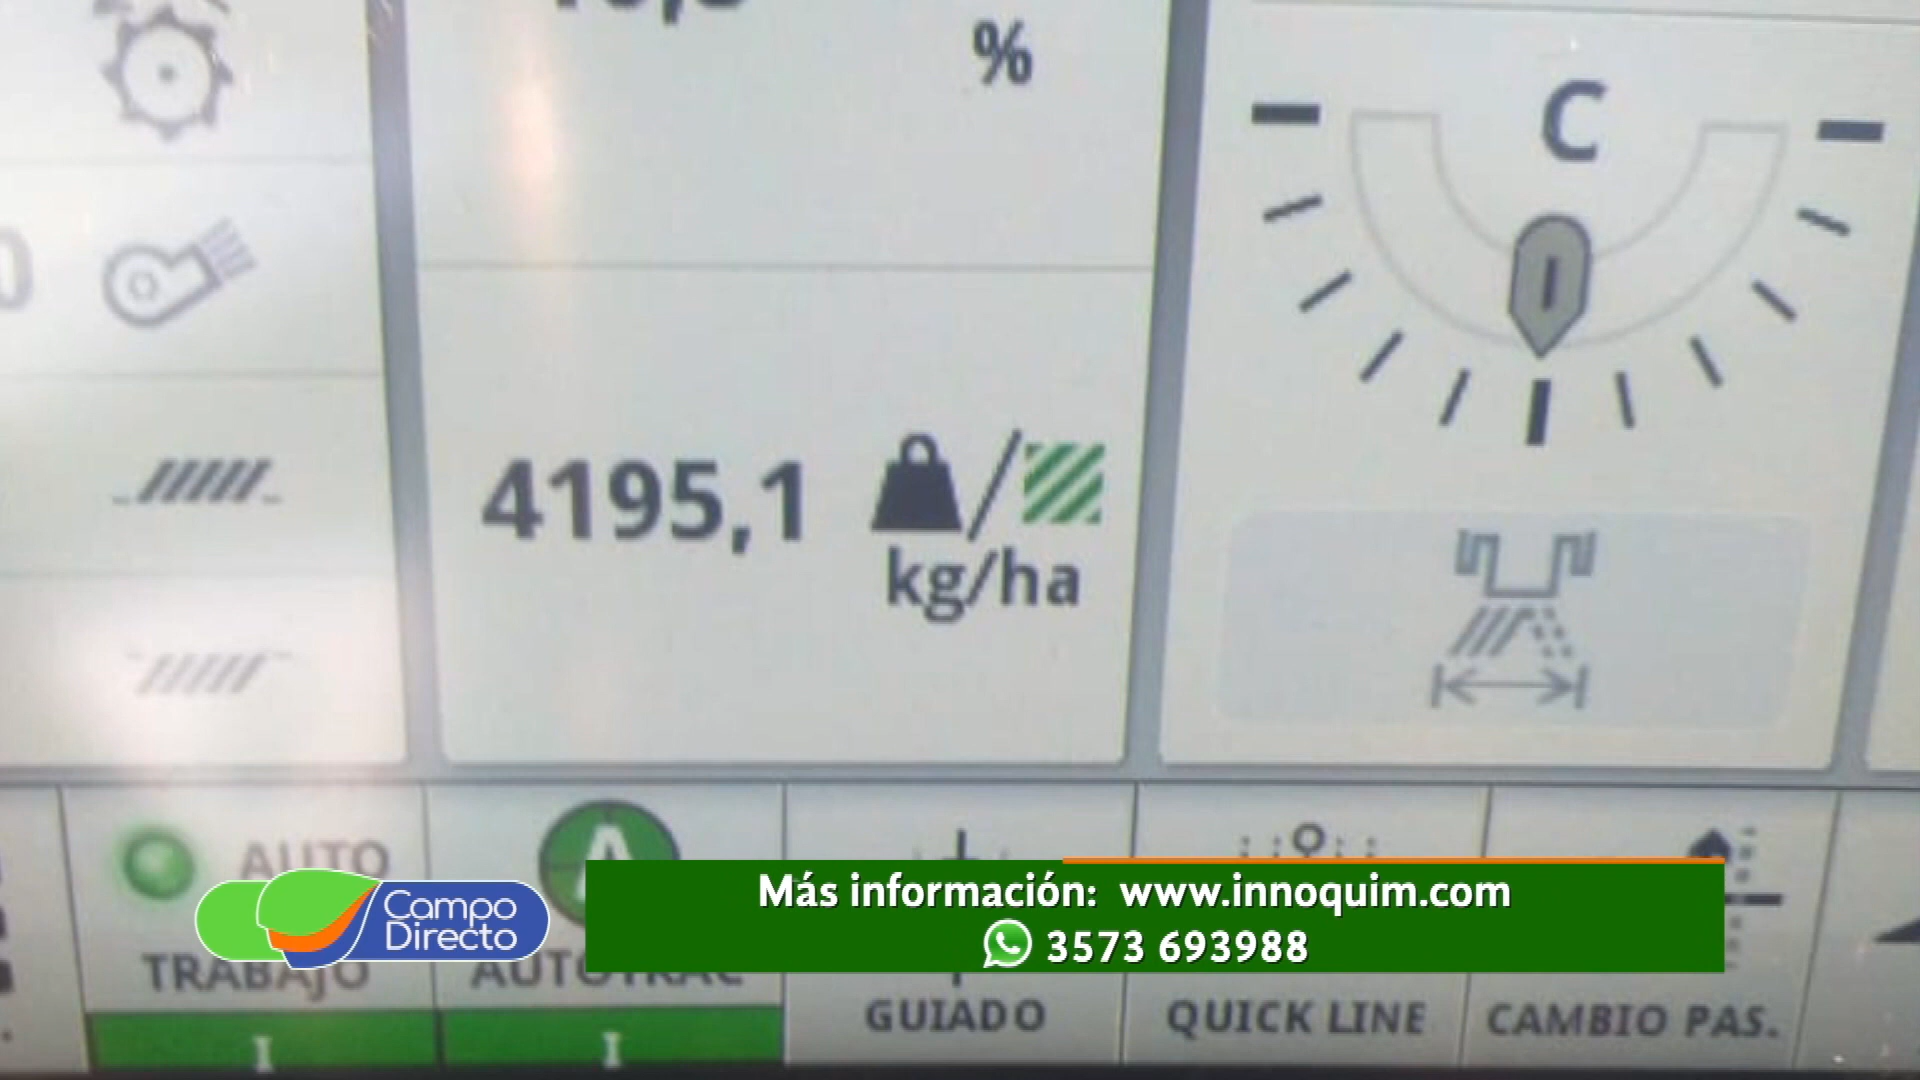 %
C
4195,1
kg/ha
AUTO
TRABAJO
I
AUTOTRAC
I
GUIADO
QUICK LINE
CAMBIO PAS.
Campo
Directo
Más información: www.innoquim.com
3573 693988